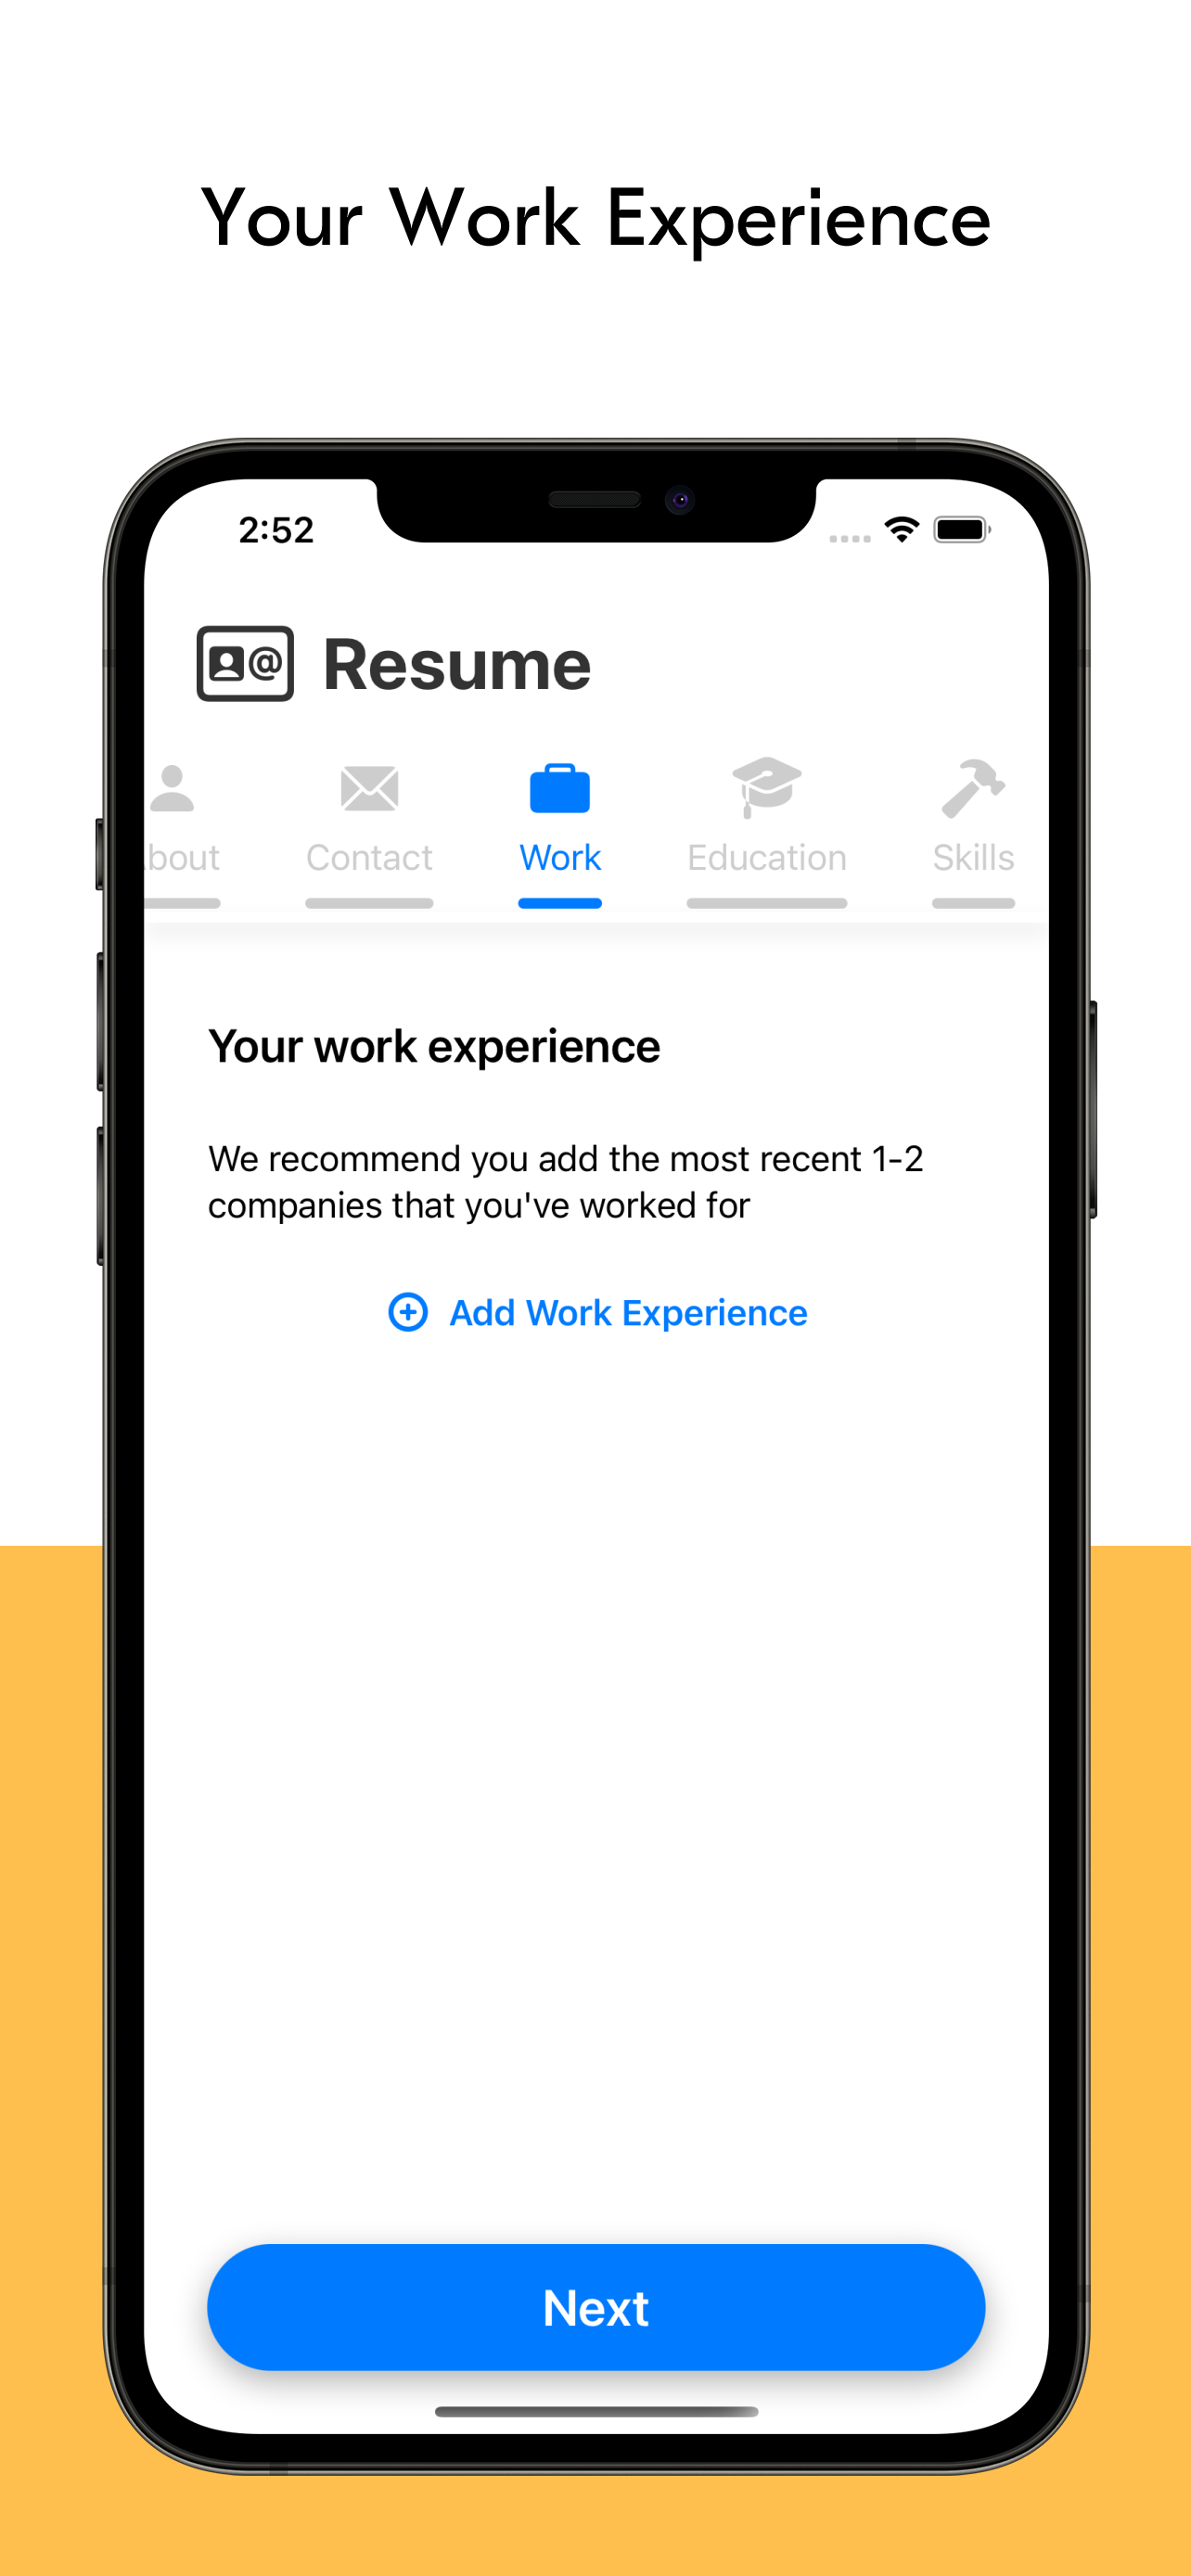 Your Work Experience
2:52
@ Resume
bout Contact Work Education Skills
Your work experience
We recommend you add the most recent 1-2
companies that you've worked for
Add Work Experience
Next